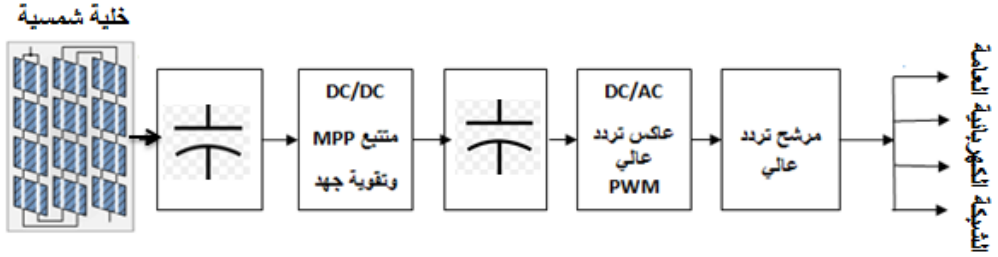 خلية شمسية
DC/DC
متتبع MPP
وتقوية جهد
DC/AC
عاكس تردد
عالي
PWM
مرشح تردد
عالي
الشبكة الكهربائية العامة